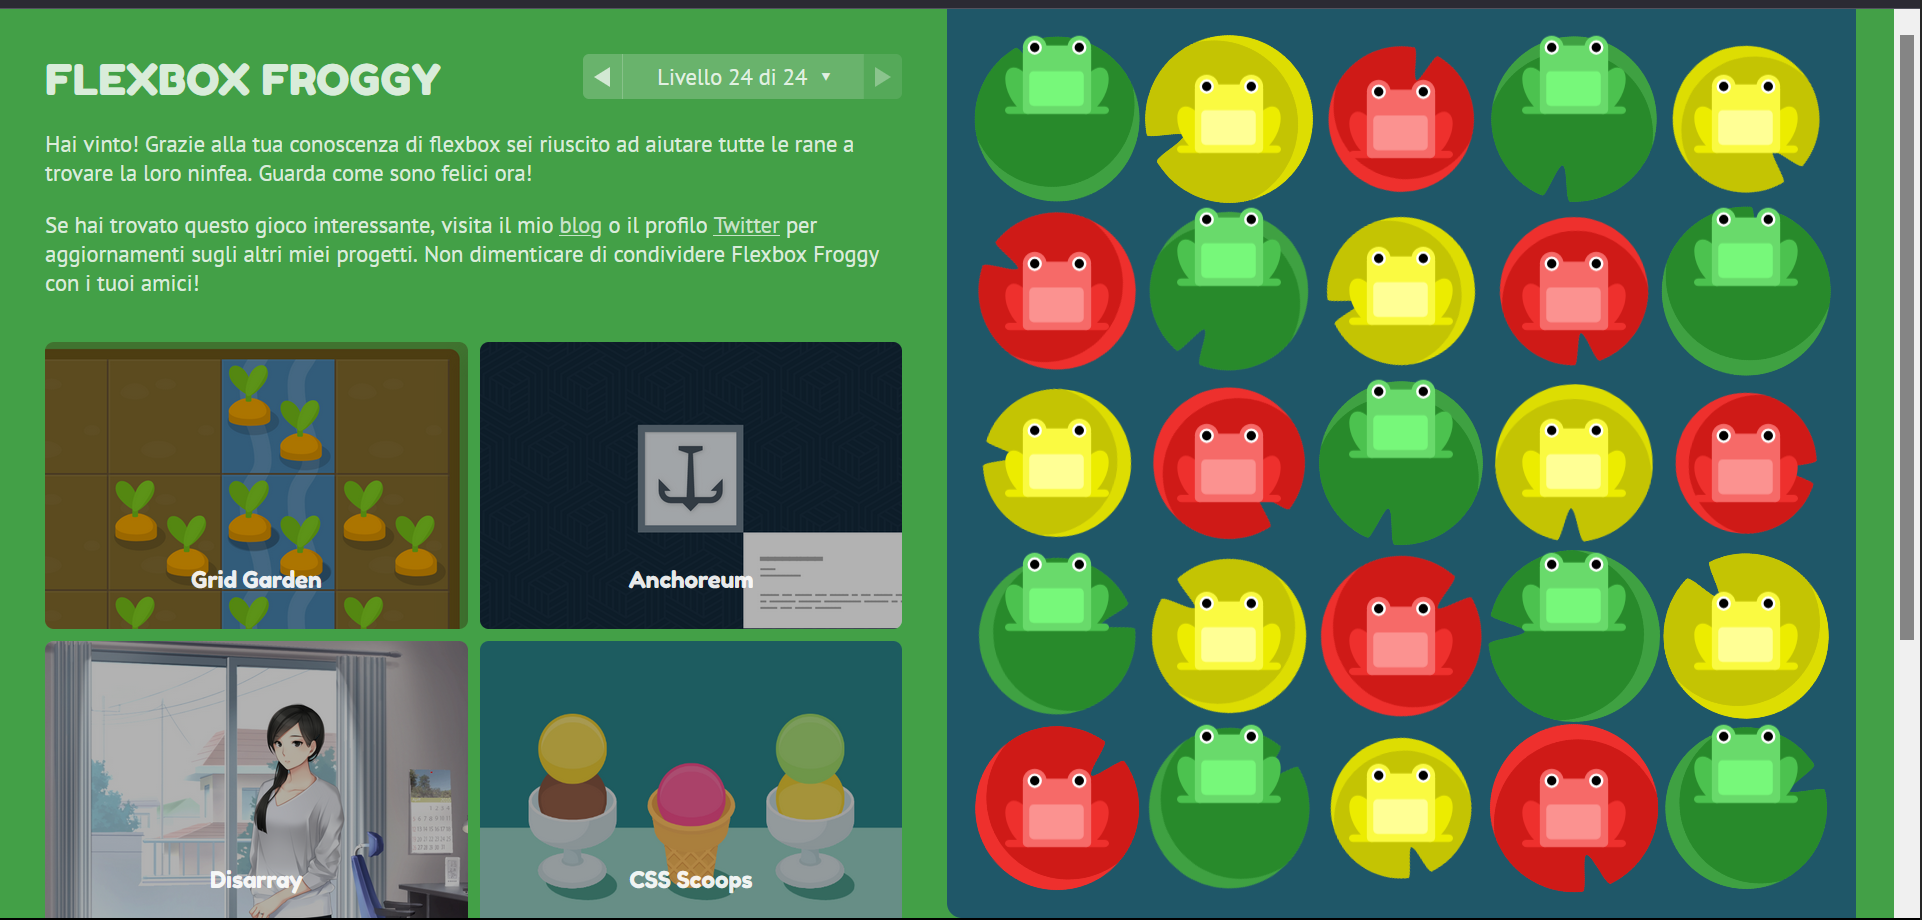 FLEXBOX FROGGY
Livello 24 di 24
Hai vinto! Grazie alla tua conoscenza di flexbox sei riuscito ad aiutare tutte le rane a
trovare la loro ninfea. Guarda come sono felici ora!
Se hai trovato questo gioco interessante, visita il mio blog o il profilo Twitter per
aggiornamenti sugli altri miei progetti. Non dimenticare di condividere Flexbox Froggy
con i tuoi amici!
Grid Garden
Anchoreum
Disarray
CSS Scoops